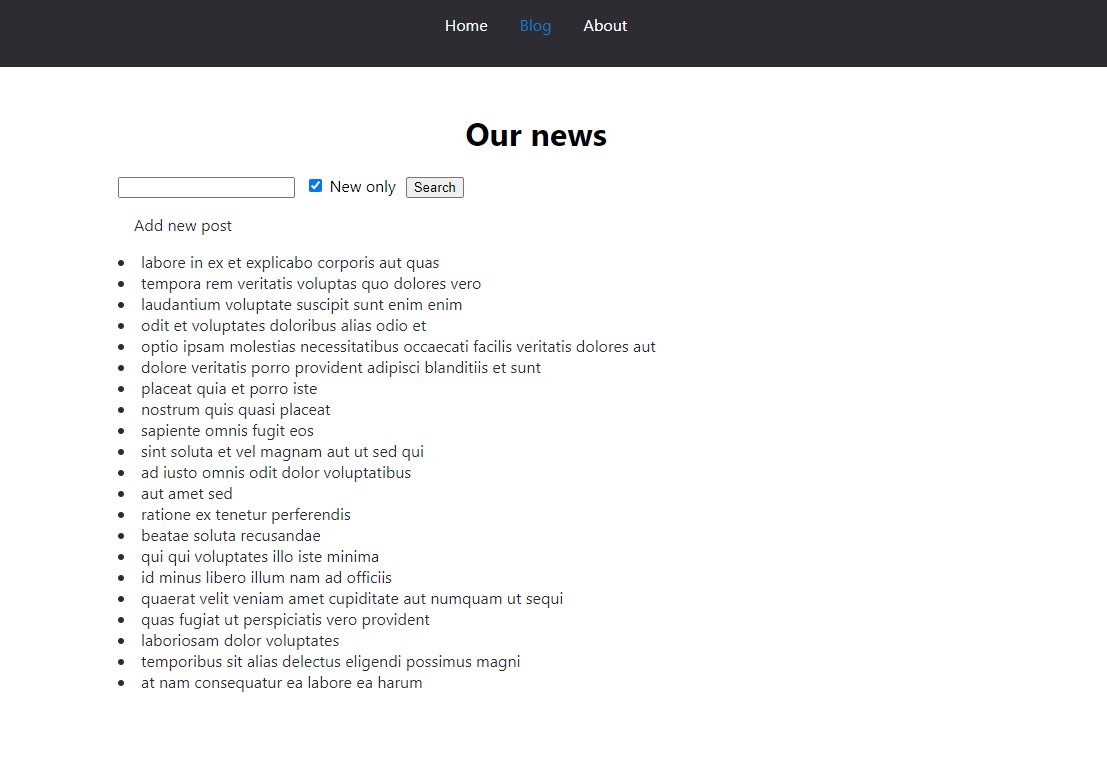 Home Blog About
Our news
New only Search
Add new post
labore in ex et explicabo corporis aut quas
tempora rem veritatis voluptas quo dolores vero
laudantium voluptate suscipit sunt enim enim
odit et voluptates doloribus alias odio et
optio ipsam molestias necessitatibus occaecati facilis veritatis dolores aut
dolore veritatis porro provident adipisci blanditiis et sunt
placeat quia et porro iste
nostrum quis quasi placeat
sapiente omnis fugit eos
sint soluta et vel magnam aut ut sed qui
ad iusto omnis odit dolor voluptatibus
aut amet sed
ratione ex tenetur perferendis
beatae soluta recusandae
qui qui voluptates illo iste minima
id minus libero illum nam ad officiis
quaerat velit veniam amet cupiditate aut numquam ut sequi
quas fugiat ut perspiciatis vero provident
laboriosam dolor voluptates
temporibus sit alias delectus eligendi possimus magni
at nam consequatur ea labore ea harum